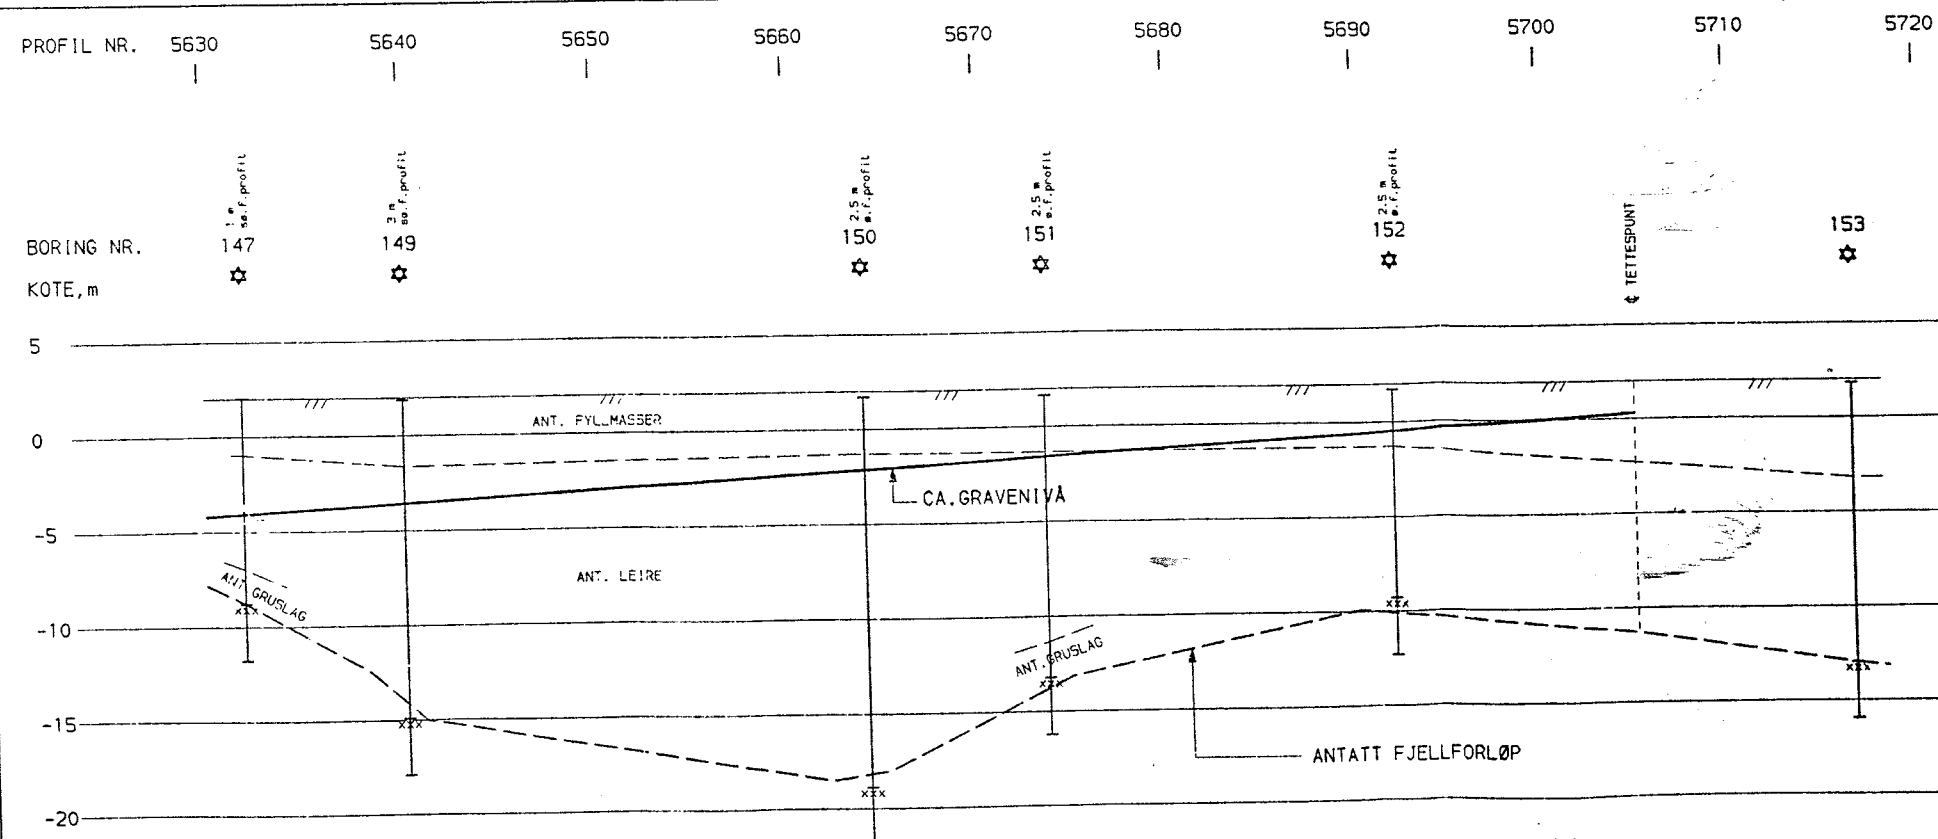 PROFIL NR. 5630 5640 5650 5660 5670 5680 5690 5700 5710 5720
1 m
sø.f.profil
3 m
sø.f.profil
2.5 m
ø.f.profil
2.5 m
ø.f.profil
2.5 m
ø.f.profil
℄ TETTESPUNT
BORING NR. 147 149 150 151 152 153
KOTE,m
5
ANT. FYLLMASSER
0
CA.GRAVENIVÅ
-5
ANT. LEIRE
ANT. GRUSLAG
-10
ANT. GRUSLAG
-15
ANTATT FJELLFORLØP
-20